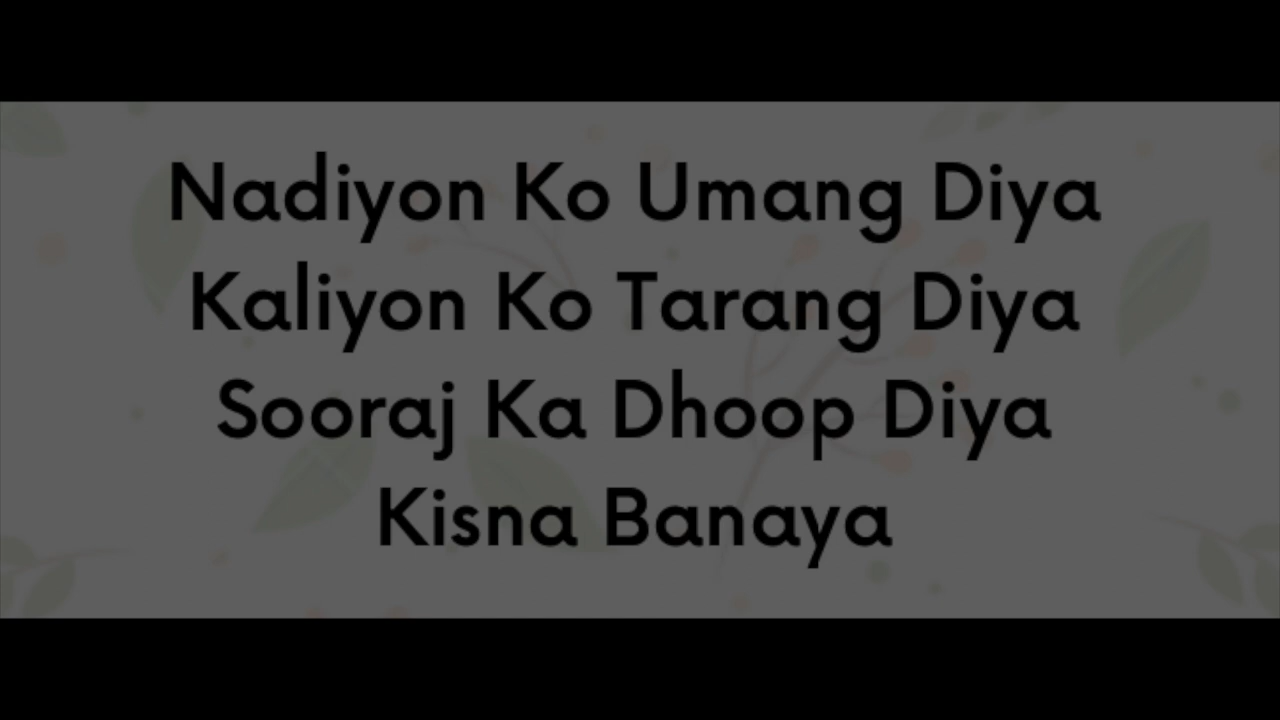 Nadiyon Ko Umang Diya
Kaliyon Ko Tarang Diya
Sooraj Ka Dhoop Diya
Kisna Banaya